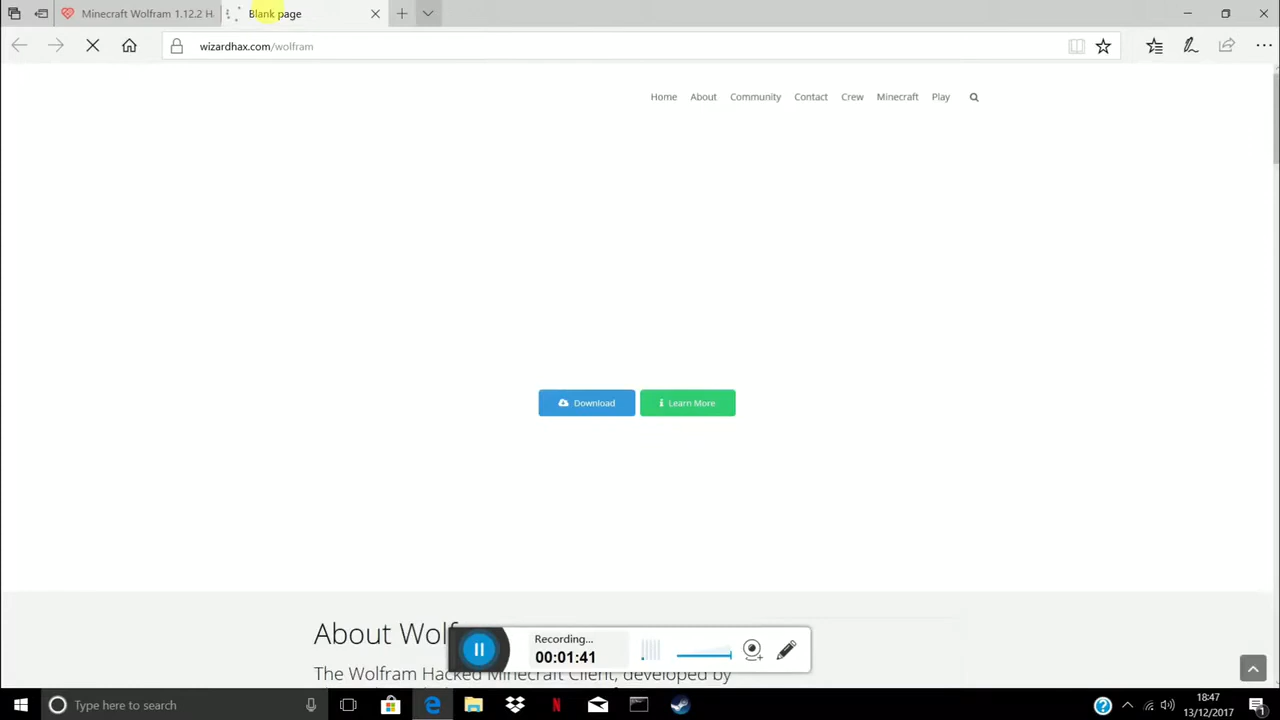 Minecraft Wolfram 1.12.2 H
Blank page
wizardhax.com/wolfram
Home About Community Contact Crew Minecraft Play
Download
Learn More
About Wolf
Recording...
00:01:41
The Wolfram Hacked Minecraft Client, developed by
Type here to search
18:47
13/12/2017